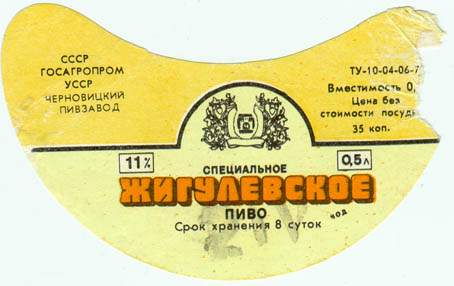 СССР
ГОСАГРОПРОМ
УССР
ЧЕРНОВИЦКИЙ
ПИВЗАВОД
ТУ-10-04-06-7
Вместимость 0,
Цена без
стоимости посуды
35 коп.
11%
СПЕЦИАЛЬНОЕ
0,5л
ЖИГУЛЕВСКОЕ
ПИВО
Срок хранения 8 суток